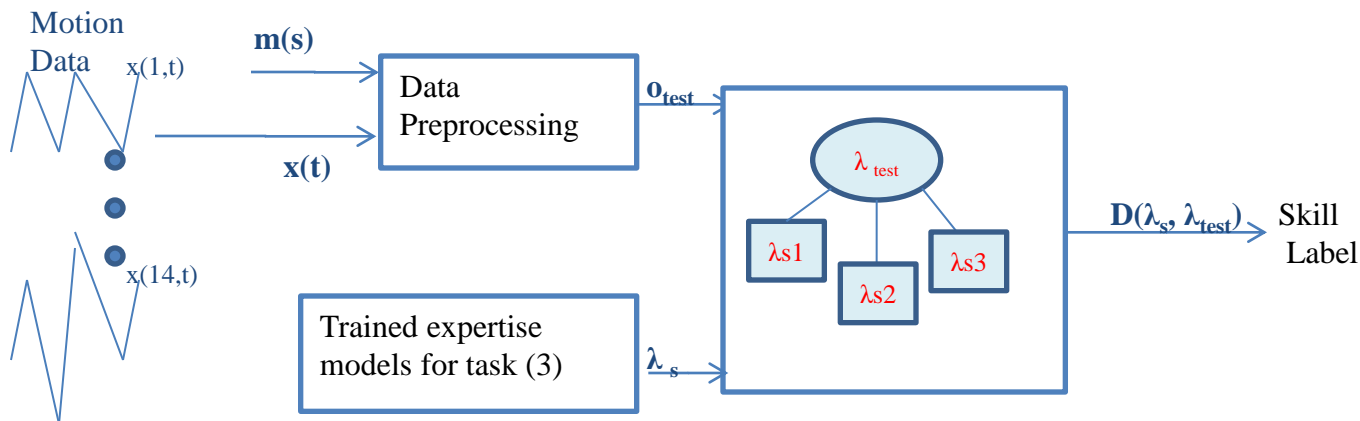 Motion
Data
x(1,t)
m(s)
x(t)
x(14,t)
Data
Preprocessing
o_test
Trained expertise
models for task (3)
λ_s
λ_test
λs1
λs2
λs3
D(λ_s, λ_test)
Skill
Label